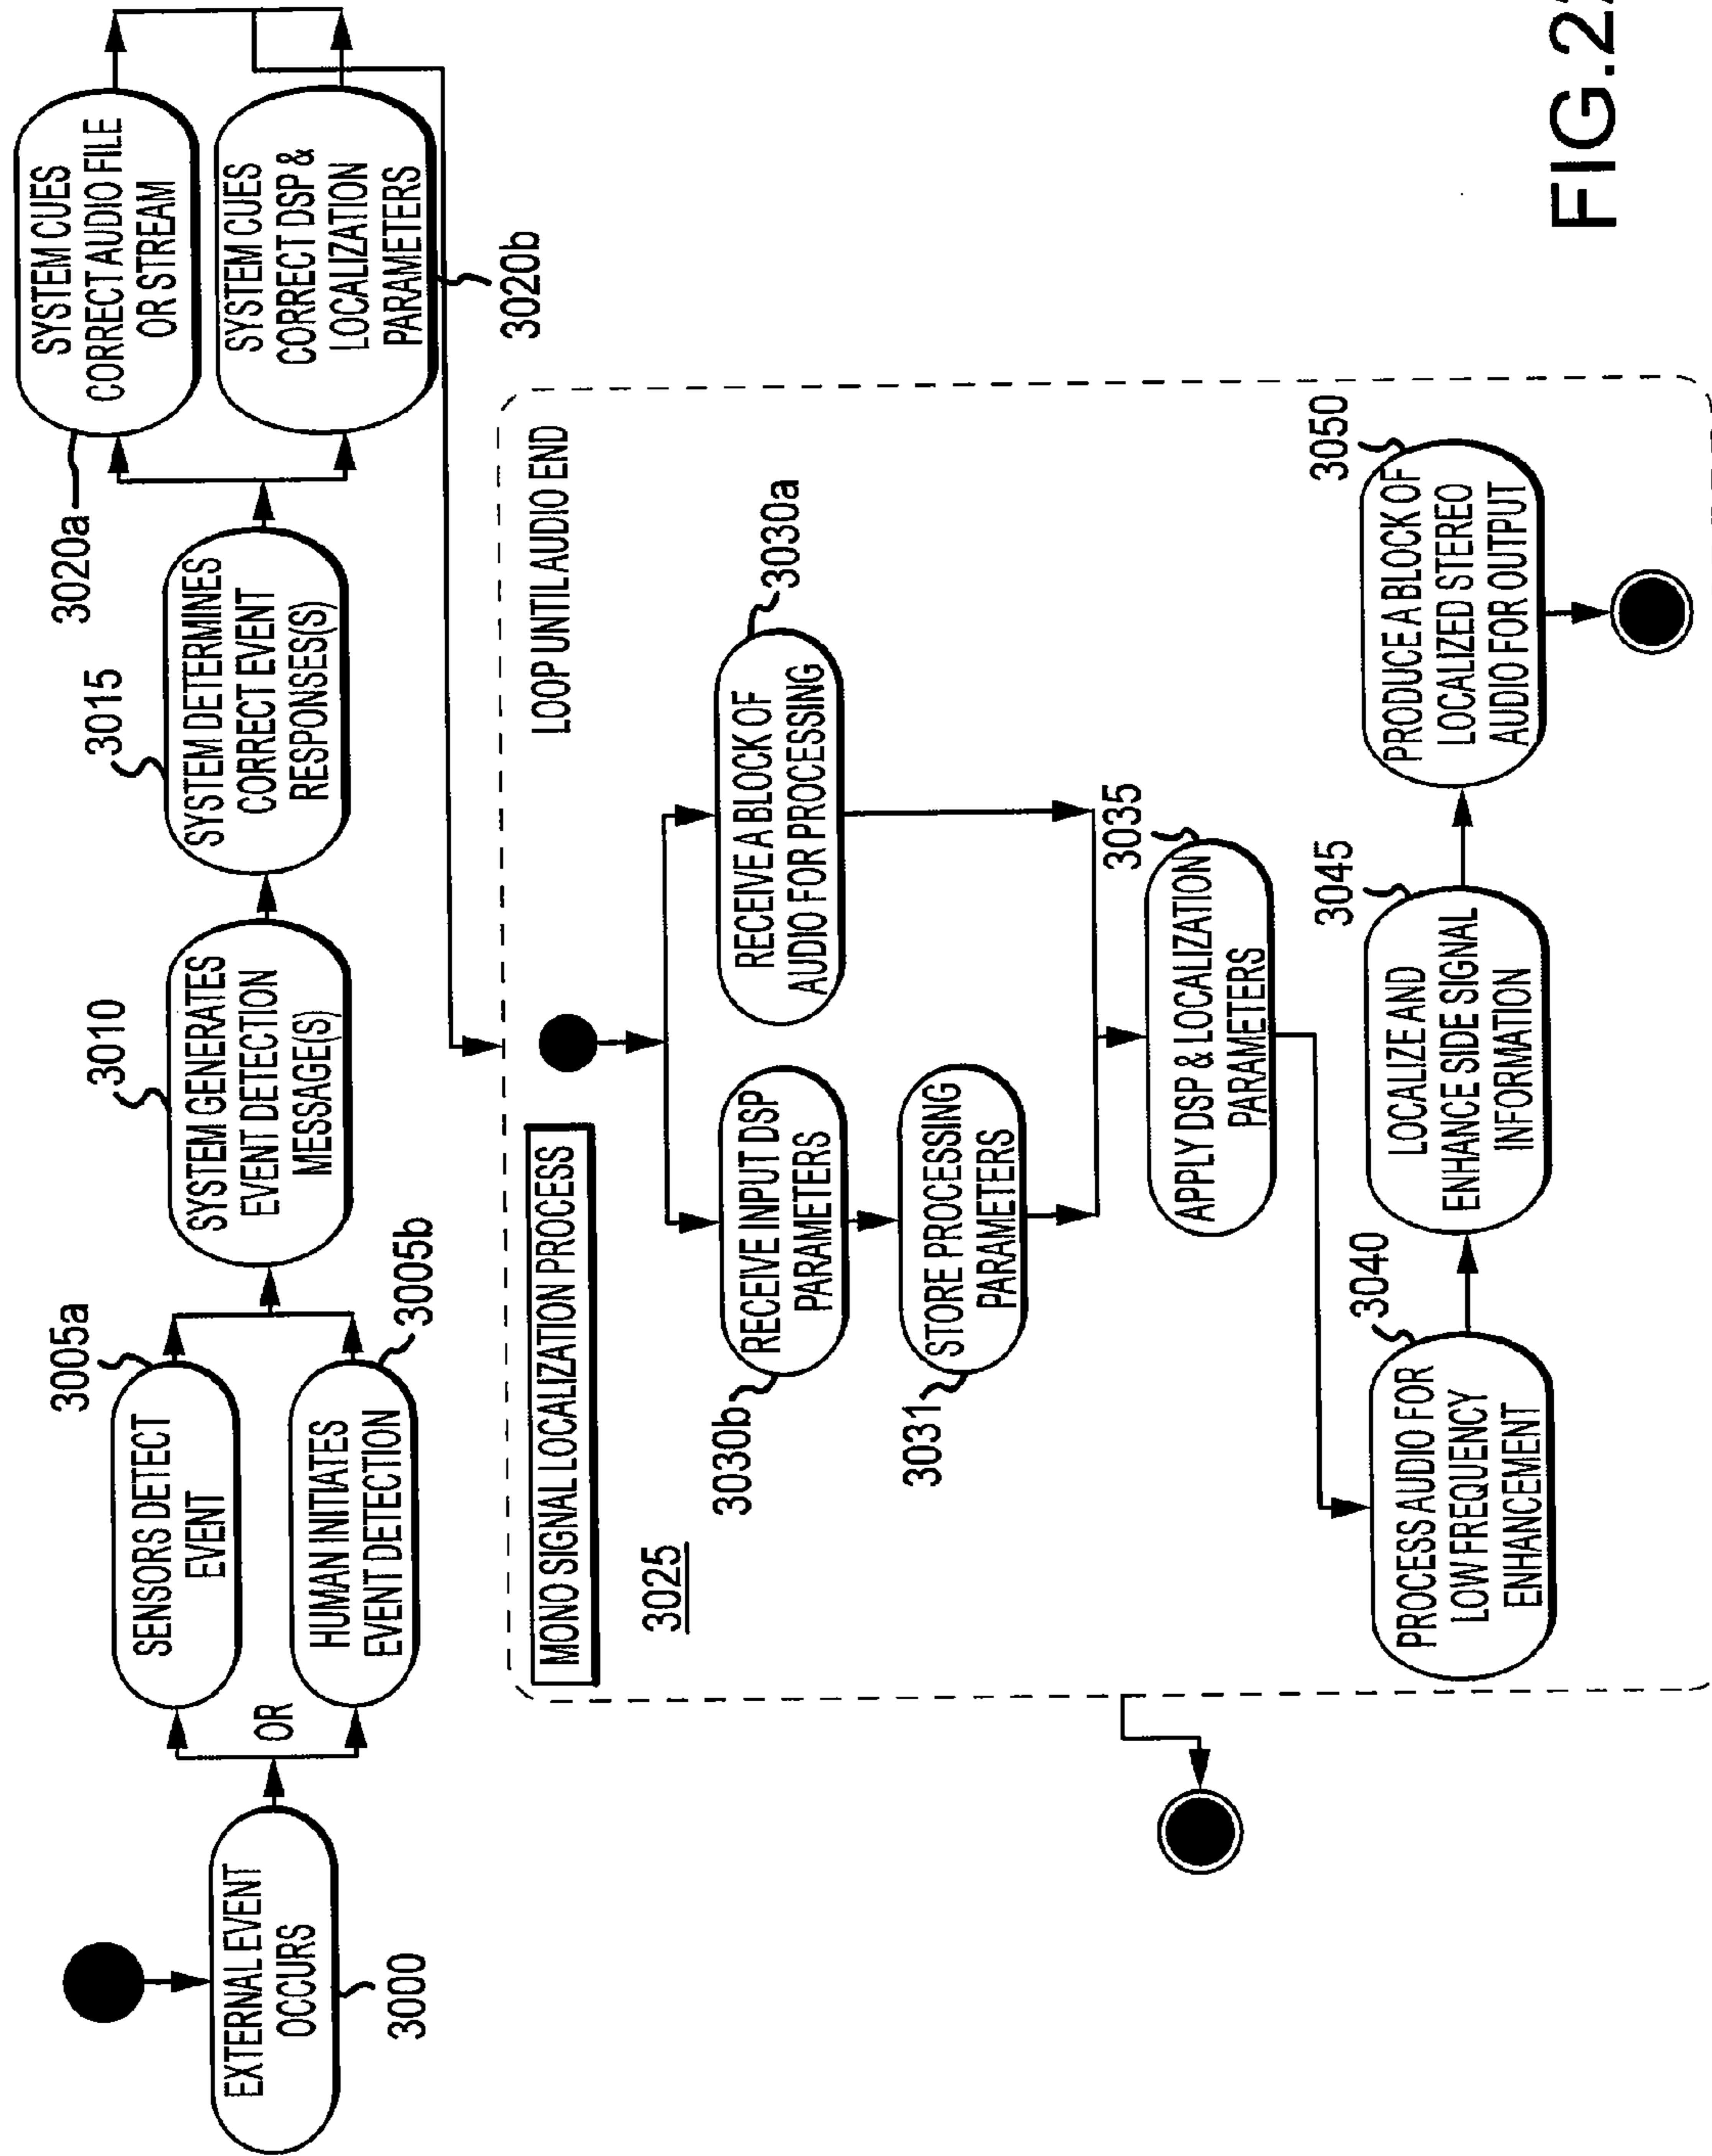 EXTERNAL EVENT
OCCURS
3000
OR
SENSORS DETECT
EVENT
3005a
HUMAN INITIATES
EVENT DETECTION
3005b
SYSTEM GENERATES
EVENT DETECTION
MESSAGE(S)
3010
SYSTEM DETERMINES
CORRECT EVENT
RESPONSES(S)
3015
SYSTEM CUES
CORRECT AUDIO FILE
OR STREAM
3020a
SYSTEM CUES
CORRECT DSP &
LOCALIZATION
PARAMETERS
3020b
MONO SIGNAL LOCALIZATION PROCESS
LOOP UNTIL AUDIO END
3025
RECEIVE INPUT DSP
PARAMETERS
3030b
RECEIVE A BLOCK OF
AUDIO FOR PROCESSING
3030a
STORE PROCESSING
PARAMETERS
3031
APPLY DSP & LOCALIZATION
PARAMETERS
3035
PROCESS AUDIO FOR
LOW FREQUENCY
ENHANCEMENT
3040
LOCALIZE AND
ENHANCE SIDE SIGNAL
INFORMATION
3045
PRODUCE A BLOCK OF
LOCALIZED STEREO
AUDIO FOR OUTPUT
3050